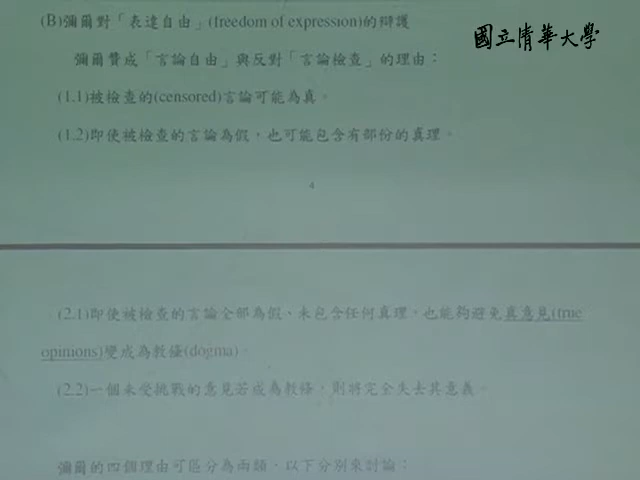 (B)彌爾對「表達自由」(freedom of expression)的辯護
國立清華大學
彌爾贊成「言論自由」與反對「言論檢查」的理由：
(1.1)被檢查的(censored)言論可能為真。
(1.2)即使被檢查的言論為假，也可能包含有部份的真理。
4
(2.1)即使被檢查的言論全部為假、未包含任何真理，也能夠避免真意見(true
opinions)變成為教條(dogma)。
(2.2)一個未受挑戰的意見若成為教條，則將完全失去其意義。
彌爾的四個理由可區分為兩類，以下分別來討論：